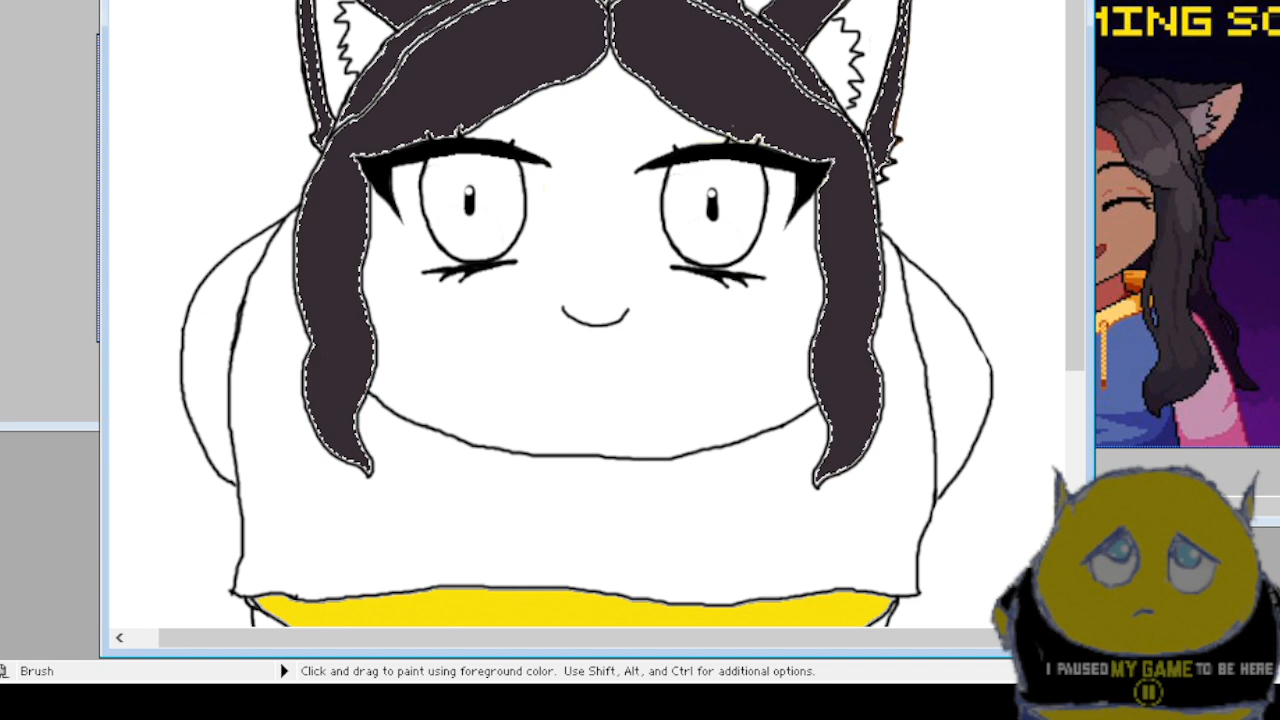 MING SO
I PAUSED MY GAME TO BE HERE
Brush
Click and drag to paint using foreground color. Use Shift, Alt, and Ctrl for additional options.